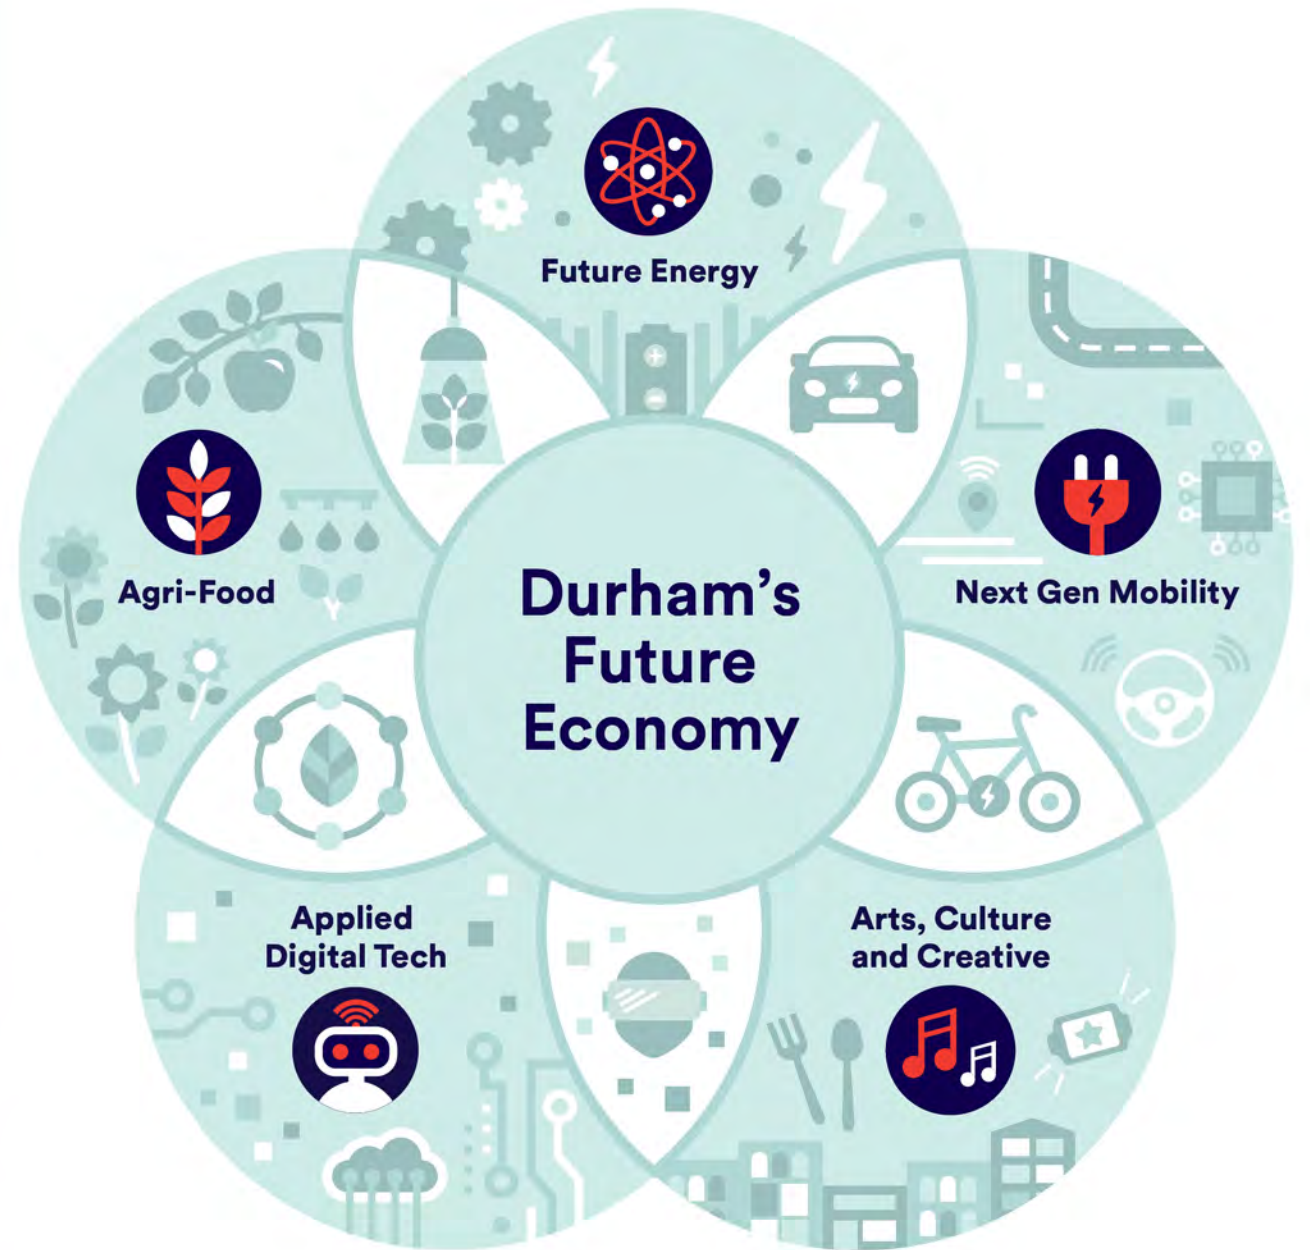 Future Energy
Agri-Food
Next Gen Mobility
Durham's
Future
Economy
Applied
Digital Tech
Arts, Culture
and Creative